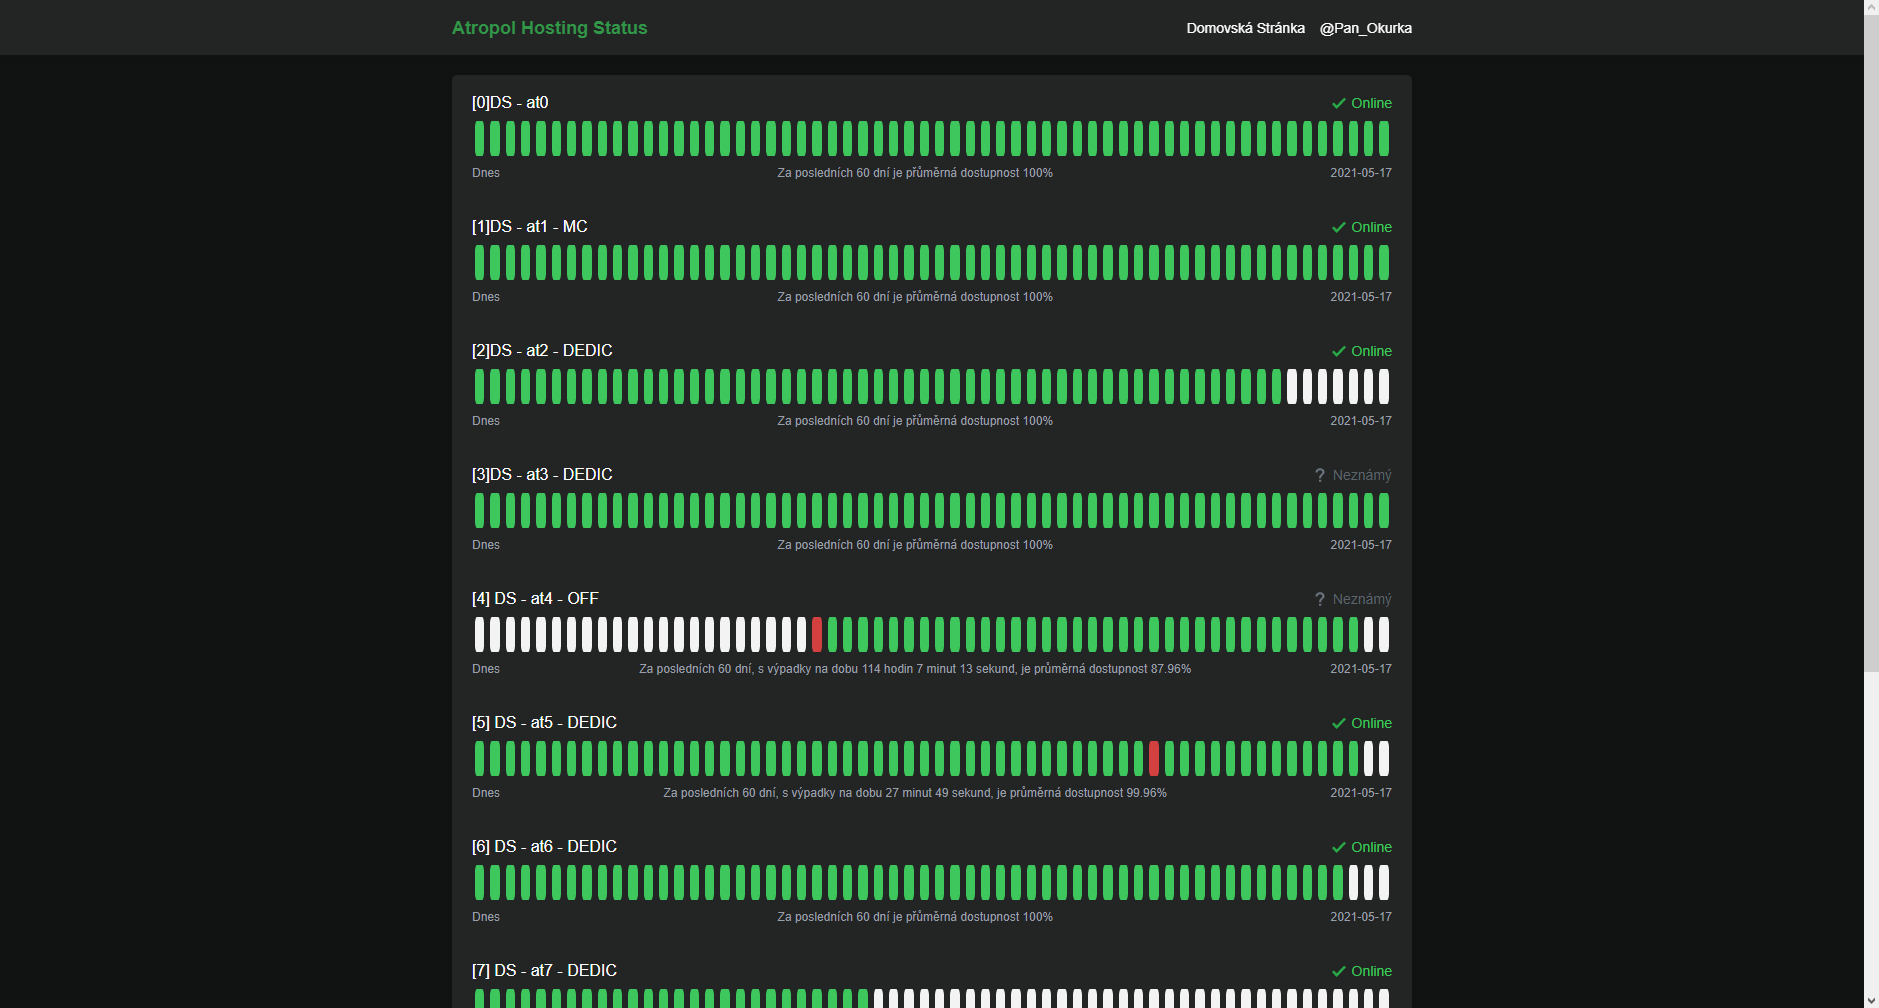 Atropol Hosting Status
Domovská Stránka @Pan_Okurka
[0]DS - at0
Online
Dnes
Za posledních 60 dní je průměrná dostupnost 100%
2021-05-17
[1]DS - at1 - MC
Online
Dnes
Za posledních 60 dní je průměrná dostupnost 100%
2021-05-17
[2]DS - at2 - DEDIC
Online
Dnes
Za posledních 60 dní je průměrná dostupnost 100%
2021-05-17
[3]DS - at3 - DEDIC
? Neznámý
Dnes
Za posledních 60 dní je průměrná dostupnost 100%
2021-05-17
[4] DS - at4 - OFF
? Neznámý
Dnes
Za posledních 60 dní, s výpadky na dobu 114 hodin 7 minut 13 sekund, je průměrná dostupnost 87.96%
2021-05-17
[5] DS - at5 - DEDIC
Online
Dnes
Za posledních 60 dní, s výpadky na dobu 27 minut 49 sekund, je průměrná dostupnost 99.96%
2021-05-17
[6] DS - at6 - DEDIC
Online
Dnes
Za posledních 60 dní je průměrná dostupnost 100%
2021-05-17
[7] DS - at7 - DEDIC
Online